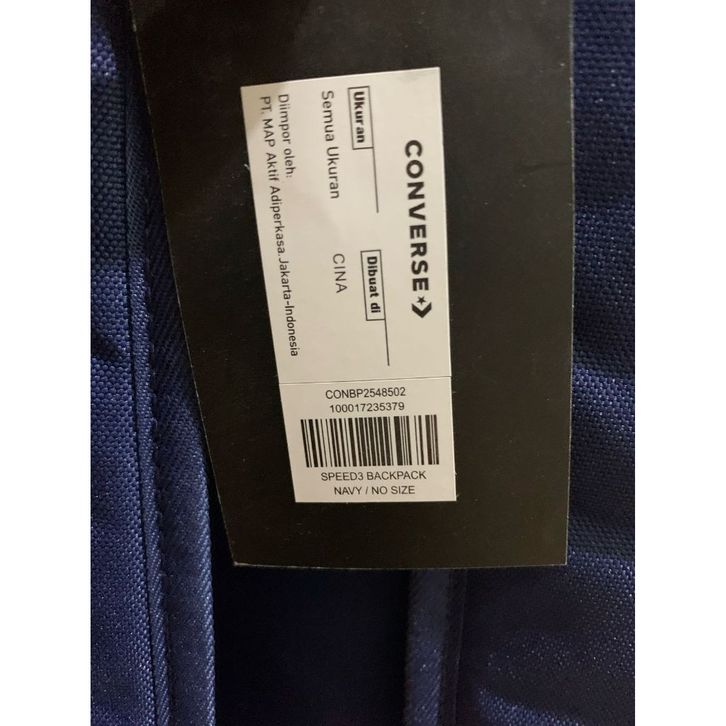 CONVERSE
Ukuran
Semua Ukuran
Dibuat di
CINA
Diimpor oleh:
PT. MAP Aktif Adiperkasa.Jakarta-Indonesia
CONBP2548502
100017235379
SPEED3 BACKPACK
NAVY / NO SIZE